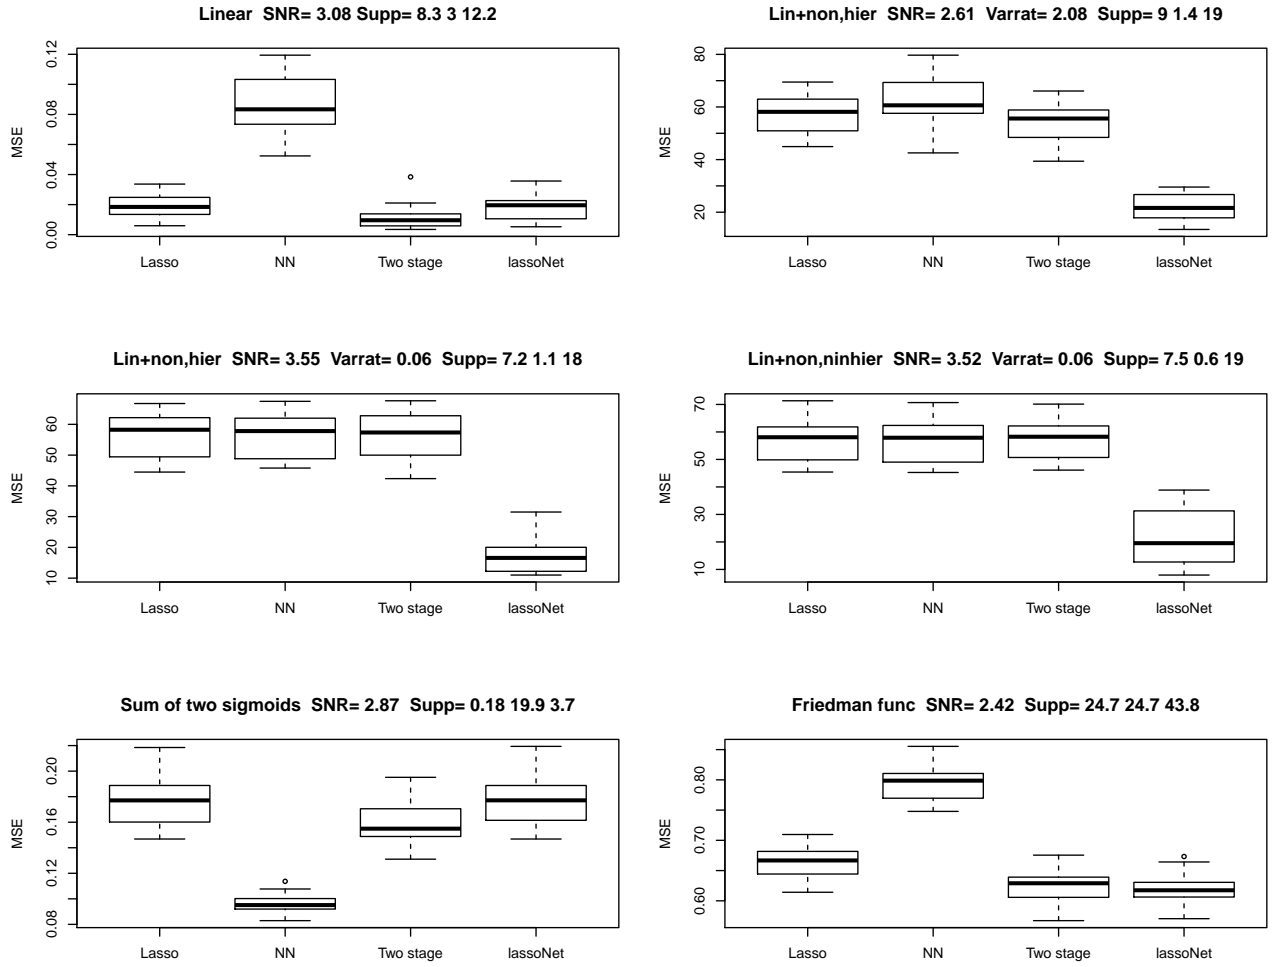 Linear  SNR= 3.08 Supp= 8.3 3 12.2
MSE
0.12
0.08
0.04
0.00
Lasso NN Two stage lassoNet
Lin+non,hier  SNR= 2.61  Varrat= 2.08  Supp= 9 1.4 19
MSE
80
60
40
20
Lasso NN Two stage lassoNet
Lin+non,hier  SNR= 3.55  Varrat= 0.06  Supp= 7.2 1.1 18
MSE
60
50
40
30
20
10
Lasso NN Two stage lassoNet
Lin+non,ninhier  SNR= 3.52  Varrat= 0.06  Supp= 7.5 0.6 19
MSE
70
50
30
10
Lasso NN Two stage lassoNet
Sum of two sigmoids  SNR= 2.87  Supp= 0.18 19.9 3.7
MSE
0.20
0.16
0.12
0.08
Lasso NN Two stage lassoNet
Friedman func  SNR= 2.42  Supp= 24.7 24.7 43.8
MSE
0.80
0.70
0.60
Lasso NN Two stage lassoNet